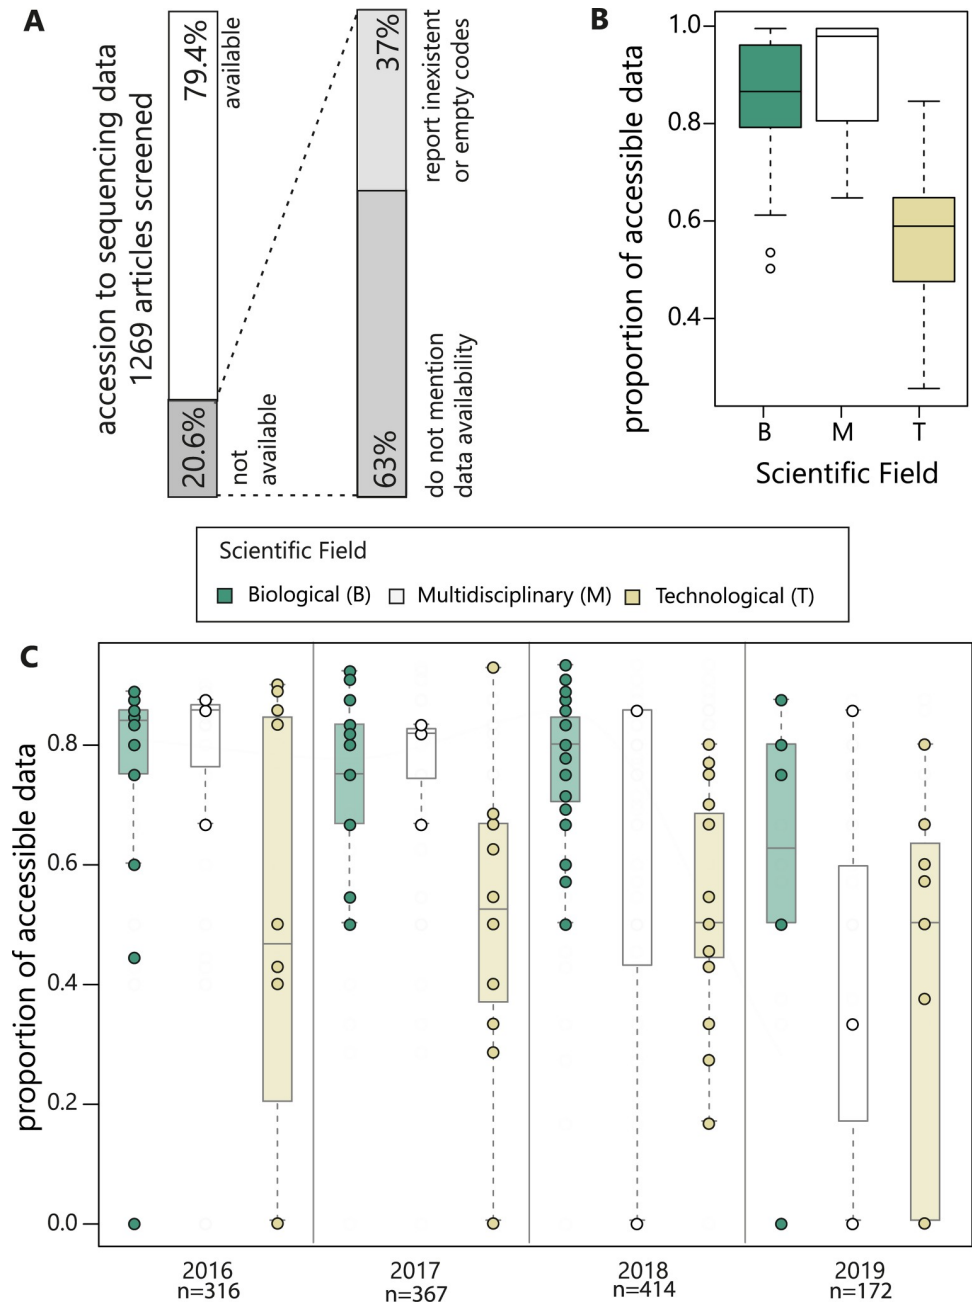 A
accession to sequencing data
1269 articles screened
79.4%
available
20.6%
not
available
37%
report inexistent
or empty codes
63%
do not mention
data availability
B
proportion of accessible data
1.0
0.8
0.6
0.4
B M T
Scientific Field
Scientific Field
Biological (B) Multidisciplinary (M) Technological (T)
C
proportion of accessible data
0.8
0.6
0.4
0.2
0.0
2016 2017 2018 2019
n=316 n=367 n=414 n=172